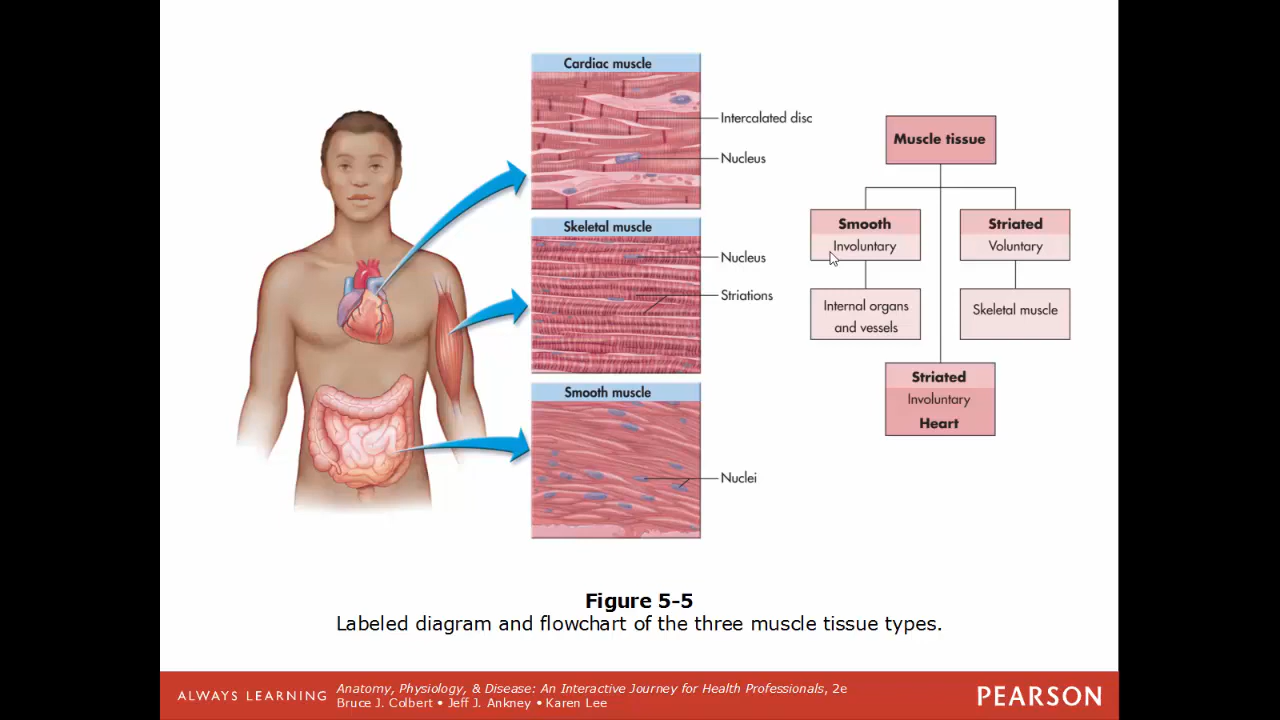 Cardiac muscle
Intercalated disc
Nucleus
Skeletal muscle
Nucleus
Striations
Smooth muscle
Nuclei
Muscle tissue
Smooth
Involuntary
Striated
Voluntary
Internal organs
and vessels
Skeletal muscle
Striated
Involuntary
Heart
Figure 5-5
Labeled diagram and flowchart of the three muscle tissue types.
ALWAYS LEARNING
Anatomy, Physiology, & Disease: An Interactive Journey for Health Professionals, 2e
Bruce J. Colbert • Jeff J. Ankney • Karen Lee
PEARSON